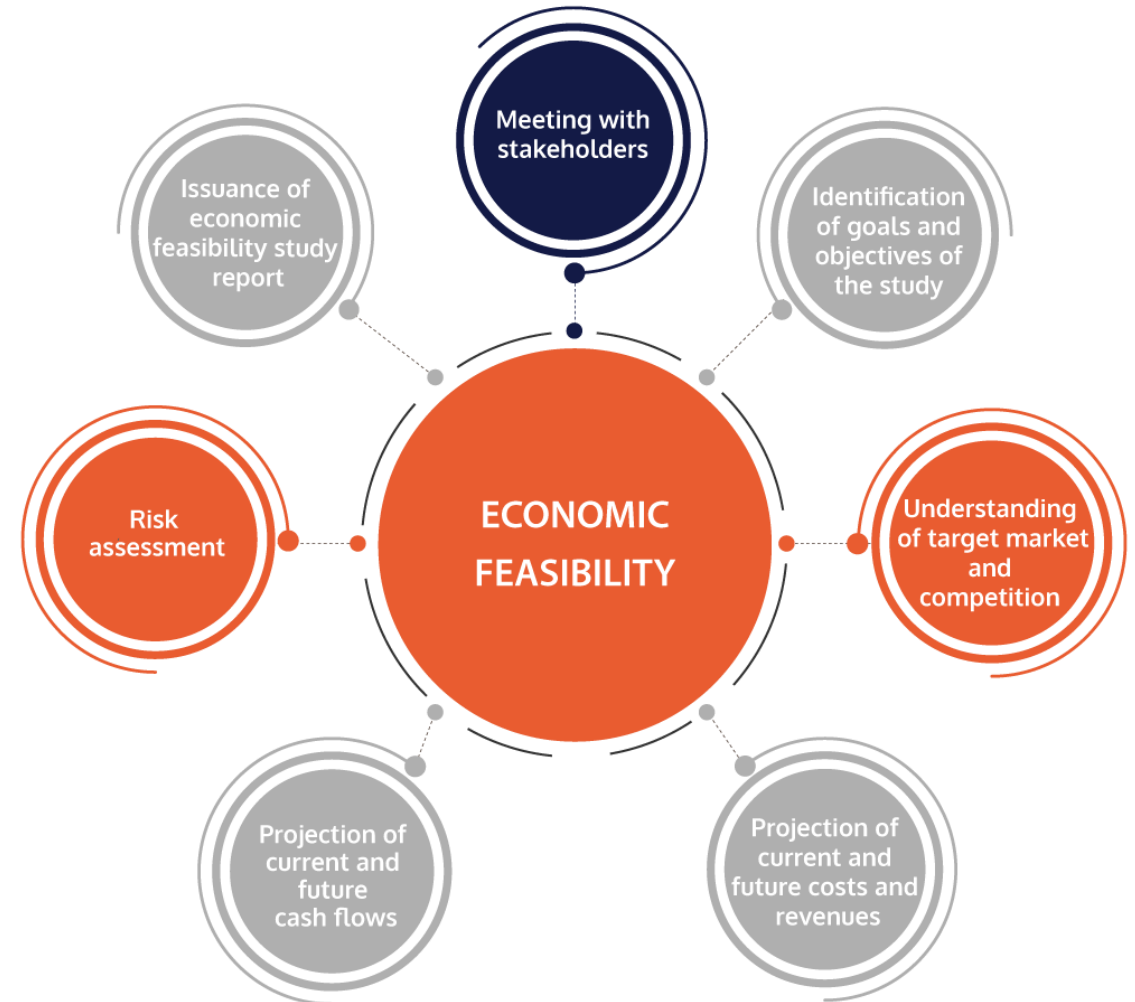 Meeting with
stakeholders
Identification
of goals and
objectives of
the study
Understanding
of target market
and
competition
Projection of
current and
future costs and
revenues
Projection of
current and
future
cash flows
Risk
assessment
Issuance of
economic
feasibility study
report
ECONOMIC
FEASIBILITY